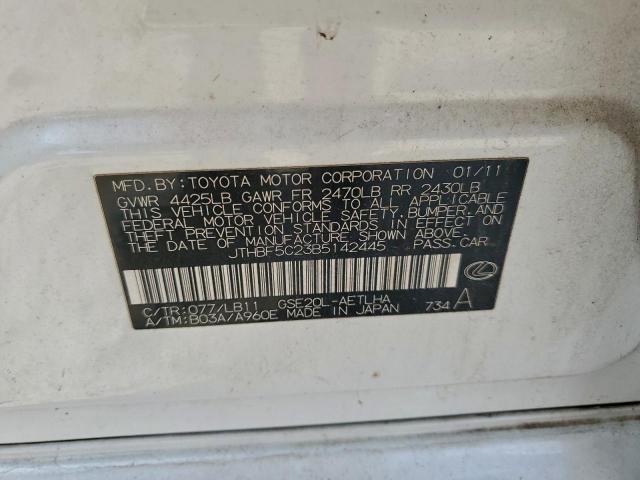 MFD. BY: TOYOTA MOTOR CORPORATION 01/11
GVWR 4425LB GAWR FR 2470LB RR 2430LB
THIS VEHICLE CONFORMS TO ALL APPLICABLE
FEDERAL MOTOR VEHICLE SAFETY, BUMPER, AND
THEFT PREVENTION STANDARDS IN EFFECT ON
THE DATE OF MANUFACTURE SHOWN ABOVE.
JTHBF5C23B5142445 PASS. CAR
C/TR: 077/LB11 GSE20L-AETLHA
A/TM: B03A/A960E MADE IN JAPAN 734 A